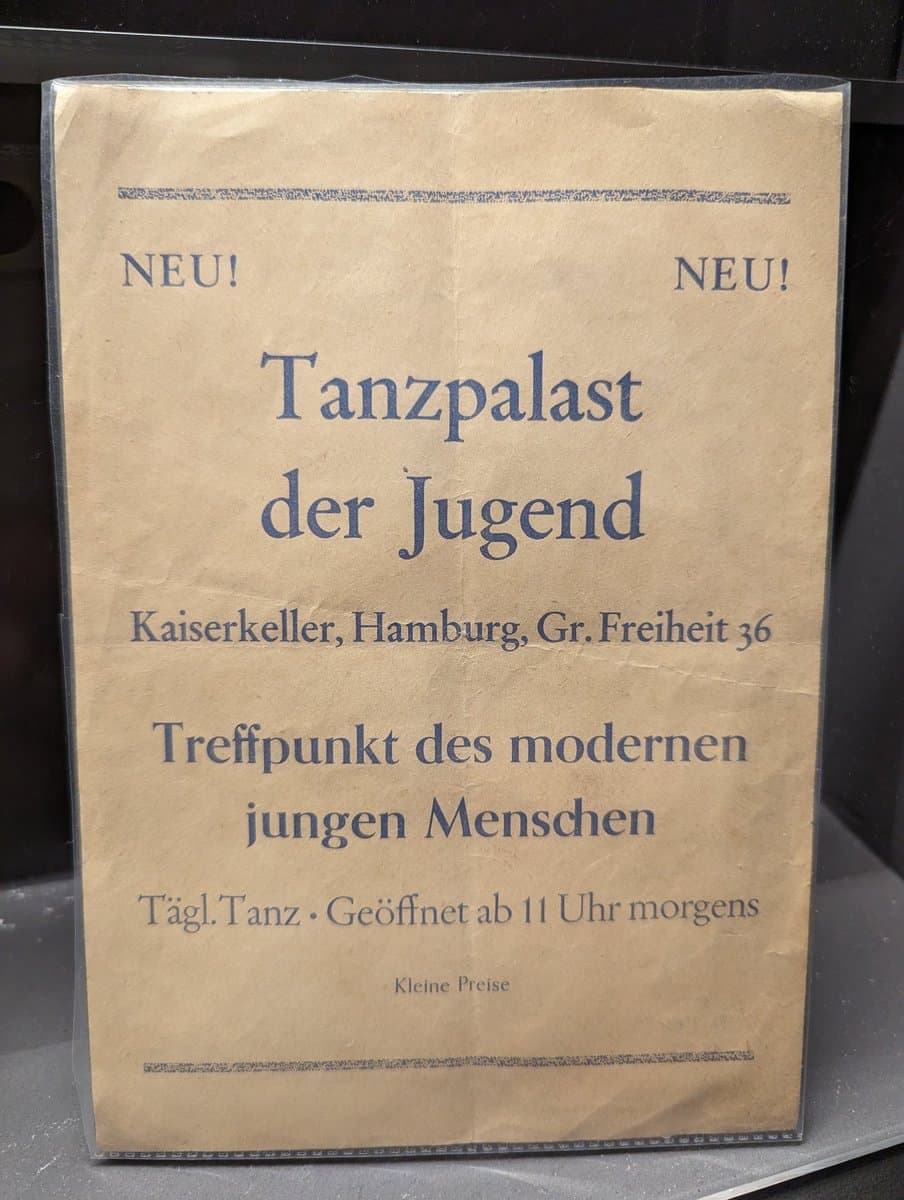 NEU! NEU!
Tanzpalast
der Jugend
Kaiserkeller, Hamburg, Gr. Freiheit 36
Treffpunkt des modernen
jungen Menschen
Tägl. Tanz • Geöffnet ab 11 Uhr morgens
Kleine Preise